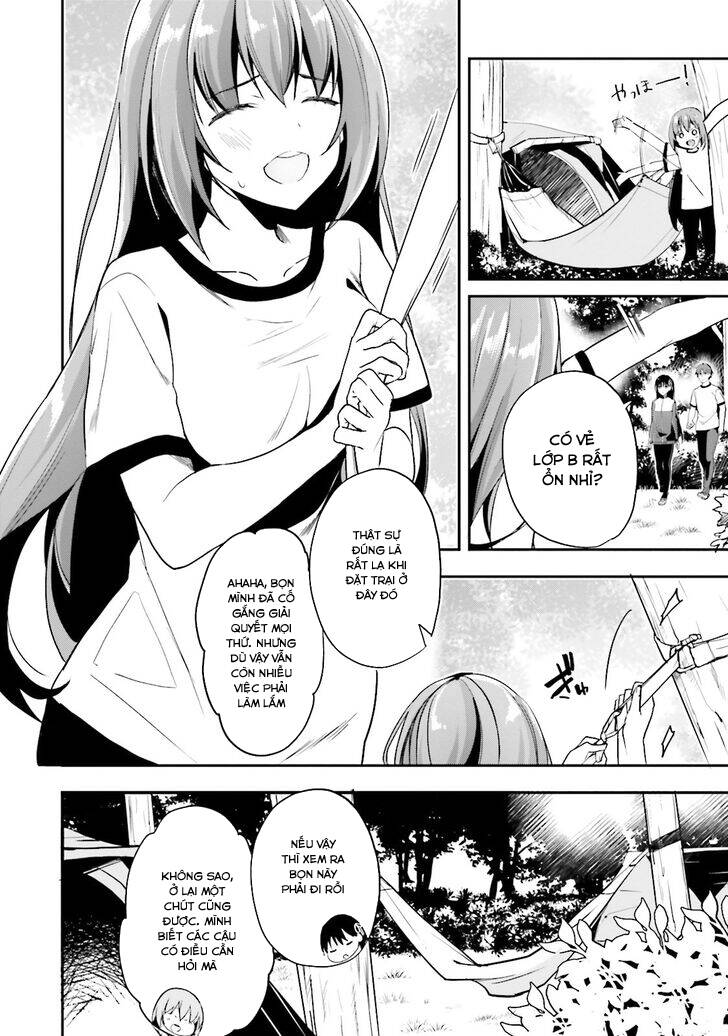 やっほー！
CÓ VẺ
LỚP B RẤT
ỔN NHỈ?
ギュッ
THẬT SỰ
ĐÚNG LÀ
RẤT LẠ KHI
ĐẶT TRẠI Ở
ĐÂY ĐÓ
AHAHA, BỌN
MÌNH ĐÃ CỐ
GẮNG GIẢI
QUYẾT MỌI
THỨ. NHƯNG
DÙ VẬY VẪN
CÒN NHIỀU
VIỆC PHẢI
LÀM LẮM
NẾU VẬY
THÌ XEM RA
BỌN NÀY
PHẢI ĐI RỒI
KHÔNG SAO,
Ở LẠI MỘT
CHÚT CŨNG
ĐƯỢC. MÌNH
BIẾT CÁC CẬU
CÓ ĐIỀU CẦN
HỎI MÀ